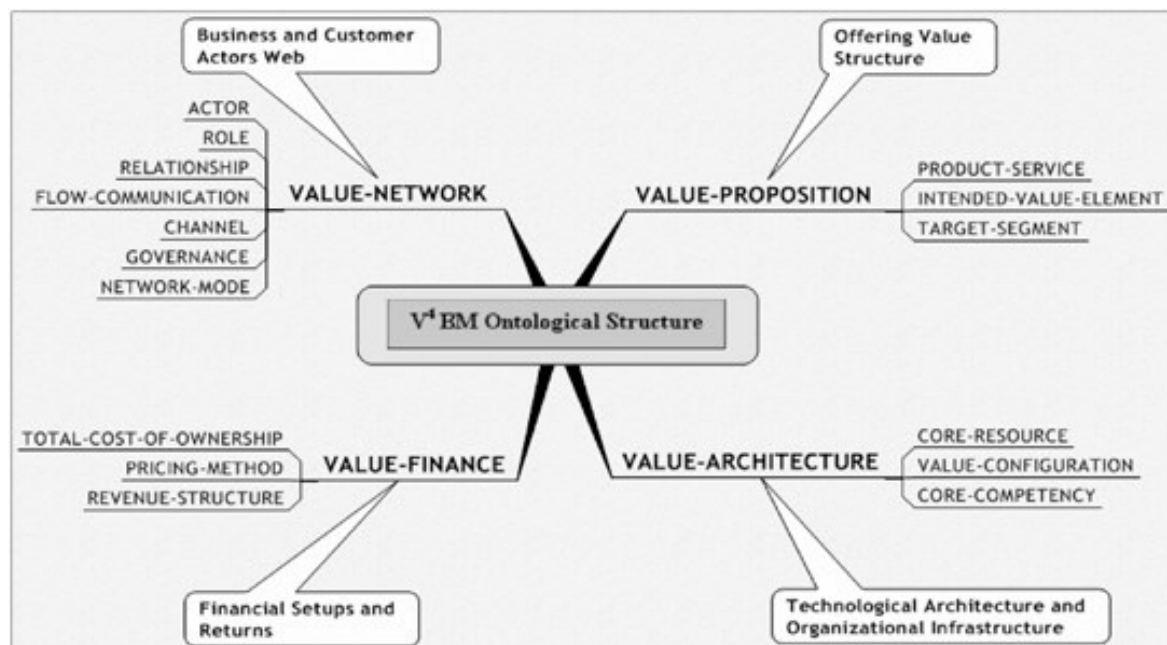 Business and Customer
Actors Web
Offering Value
Structure
ACTOR
ROLE
RELATIONSHIP
FLOW-COMMUNICATION
CHANNEL
GOVERNANCE
NETWORK-MODE
VALUE-NETWORK
VALUE-PROPOSITION
PRODUCT-SERVICE
INTENDED-VALUE-ELEMENT
TARGET-SEGMENT
V⁴ BM Ontological Structure
TOTAL-COST-OF-OWNERSHIP
PRICING-METHOD
REVENUE-STRUCTURE
VALUE-FINANCE
VALUE-ARCHITECTURE
CORE-RESOURCE
VALUE-CONFIGURATION
CORE-COMPETENCY
Financial Setups and
Returns
Technological Architecture and
Organizational Infrastructure